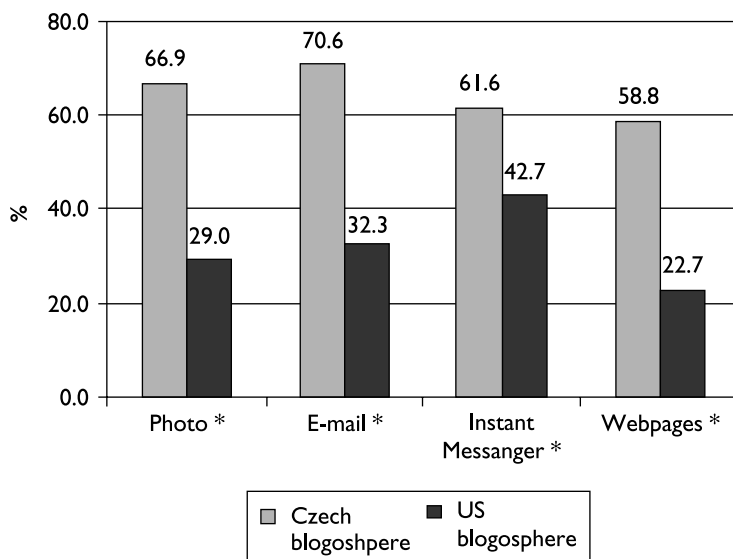 80.0
70.6
66.9
61.6
58.8
60.0
42.7
%
40.0
32.3
29.0
22.7
20.0
0.0
Photo *
E-mail *
Instant
Messanger *
Webpages *
Czech
blogoshpere
US
blogosphere